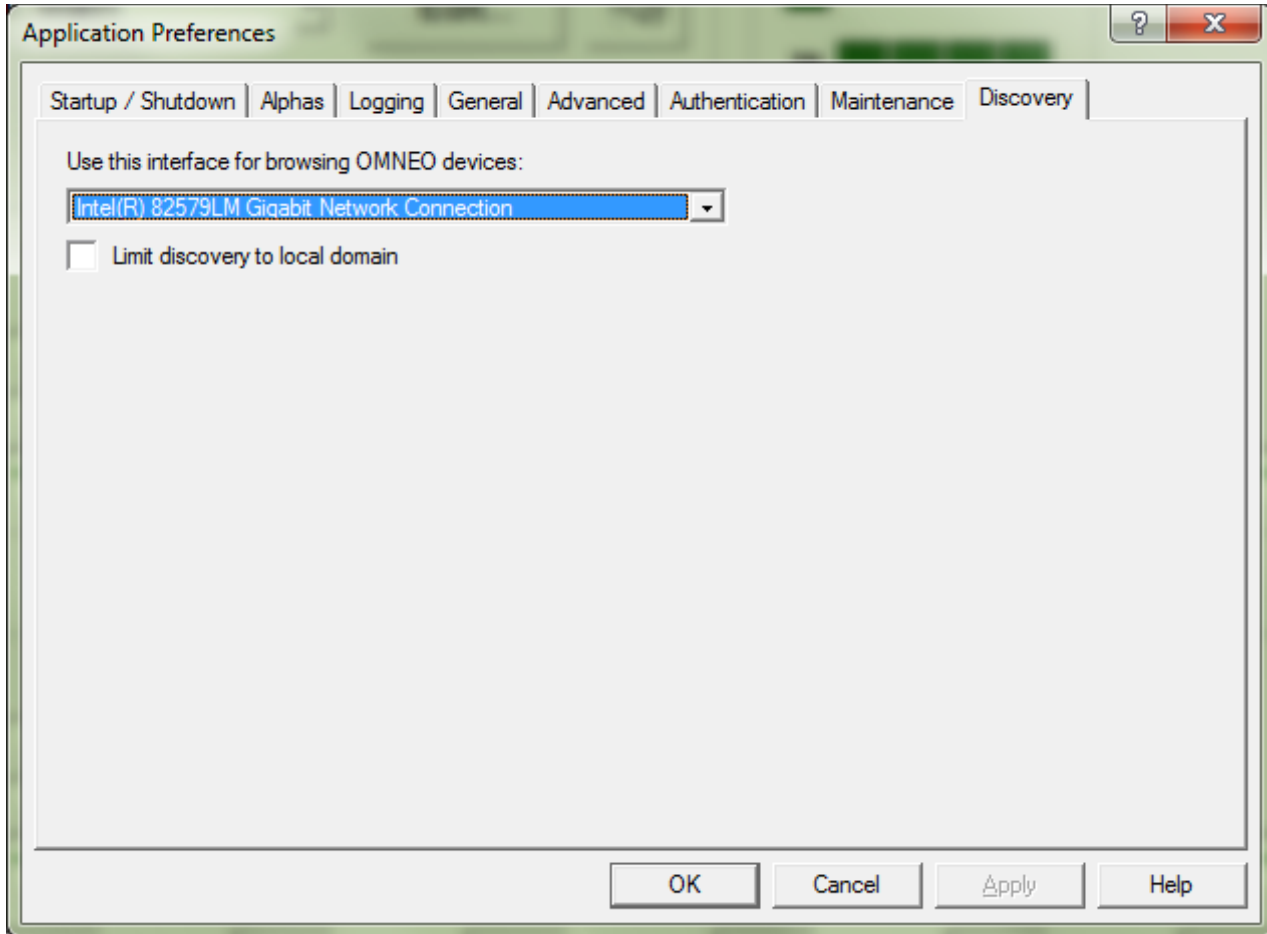 Application Preferences
Startup / Shutdown Alphas Logging General Advanced Authentication Maintenance Discovery
Use this interface for browsing OMNEO devices:
Intel(R) 82579LM Gigabit Network Connection
Limit discovery to local domain
OK Cancel Apply Help